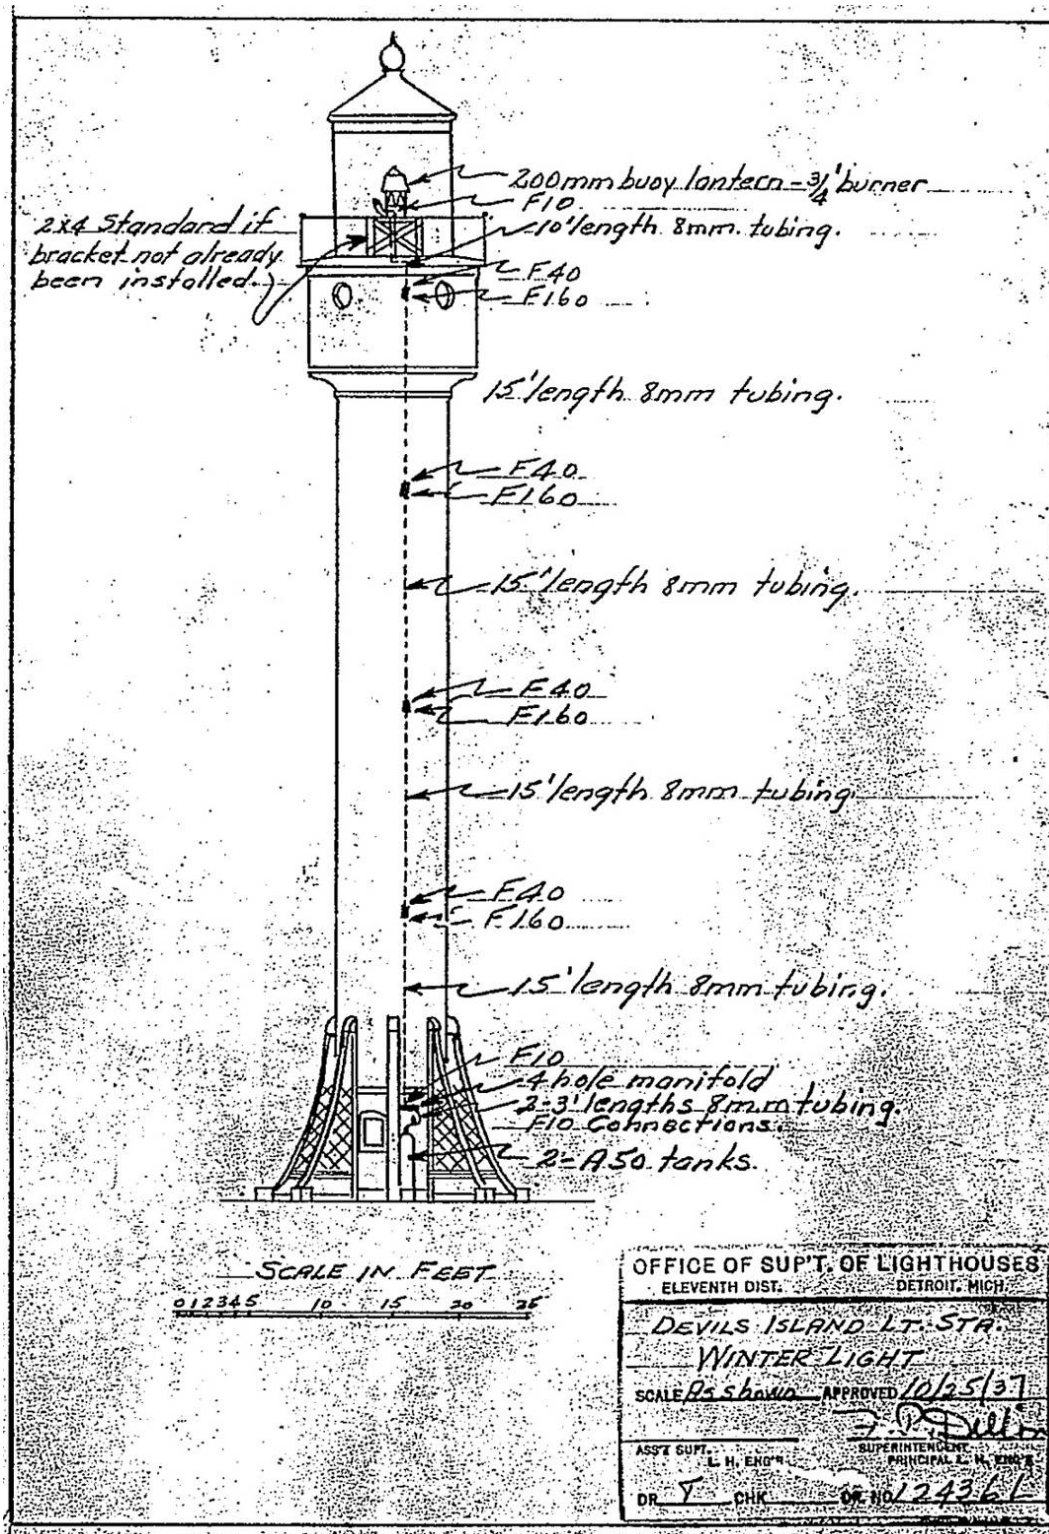 200mm buoy lantern-3/4" burner
F10
2x4 Standard if
bracket not already
been installed.
10' length 8mm. tubing.
F40
F160
15' length 8mm tubing.
F40
F160
15' length 8mm tubing.
F40
F160
15' length 8mm tubing
F40
F160
15' length 8mm tubing.
F10
4 hole manifold
2-3' lengths 8mm tubing.
F10 Connections.
2-A50 tanks.
SCALE IN FEET
0 1 2 3 4 5 10 15 20 25
OFFICE OF SUP'T. OF LIGHTHOUSES
ELEVENTH DIST. DETROIT, MICH.
DEVILS ISLAND LT. STA.
WINTER LIGHT
SCALE As shown APPROVED 10/25/37
F. P. Dillon
ASS'T SUPT. SUPERINTENDENT
L. H. ENG'R PRINCIPAL L. H. ENG'R
DR. CHK. DR. NO. 12436